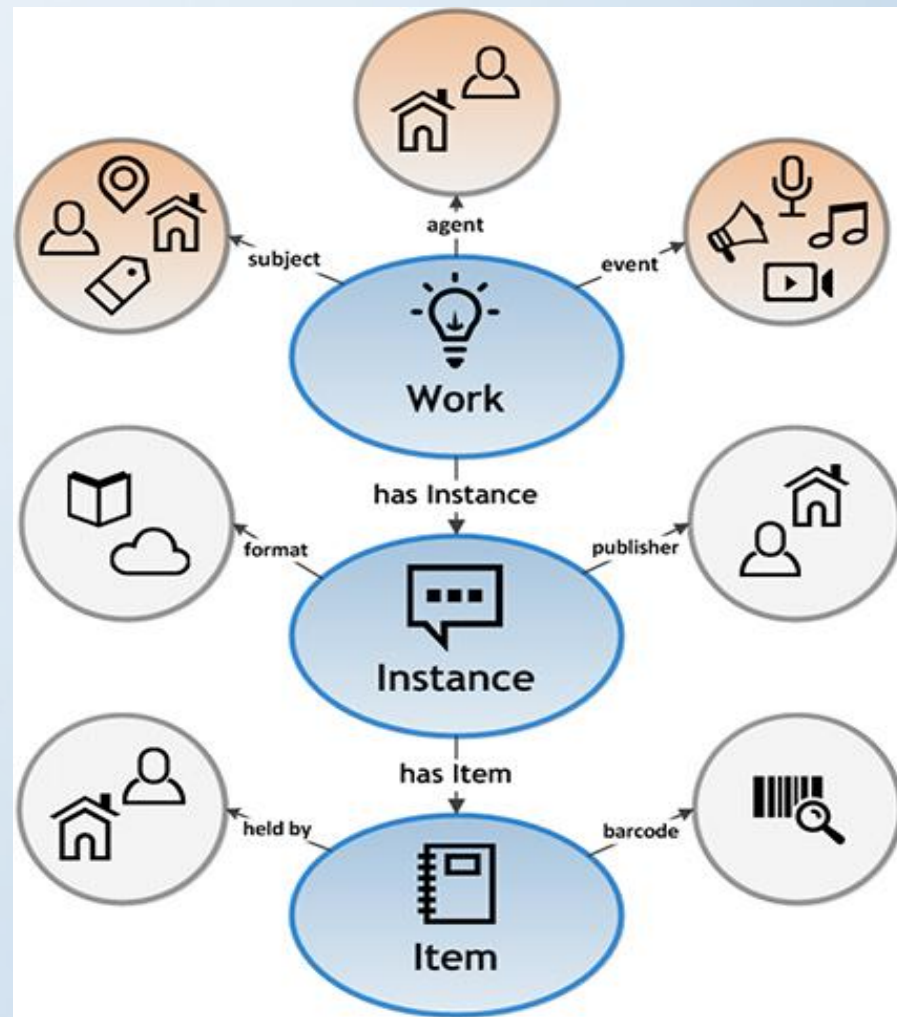 agent
subject
event
Work
has Instance
format
publisher
Instance
has Item
held by
barcode
Item